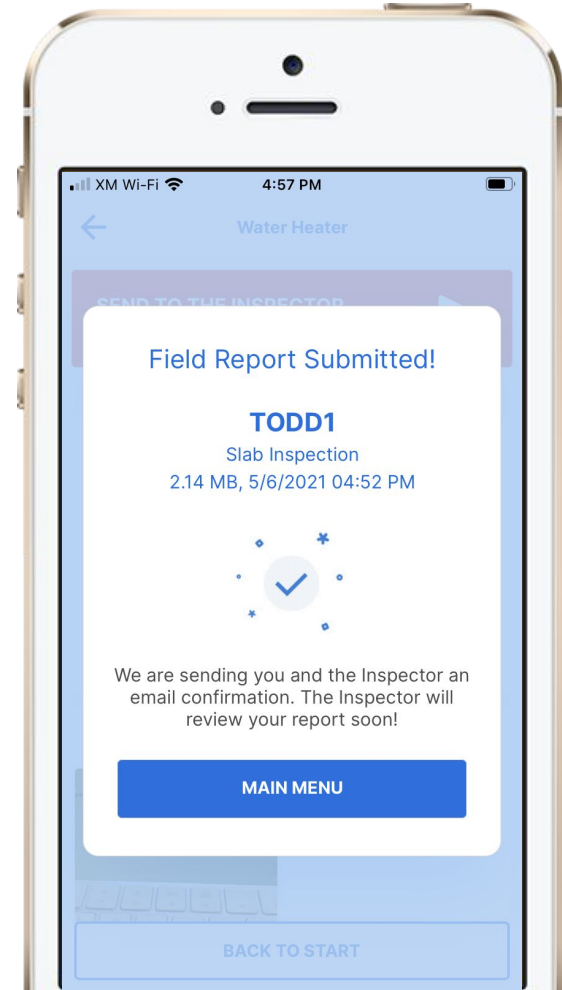 XM Wi-Fi
4:57 PM
Water Heater
SEND TO THE INSPECTOR
Field Report Submitted!
TODD1
Slab Inspection
2.14 MB, 5/6/2021 04:52 PM
We are sending you and the Inspector an
email confirmation. The Inspector will
review your report soon!
MAIN MENU
BACK TO START